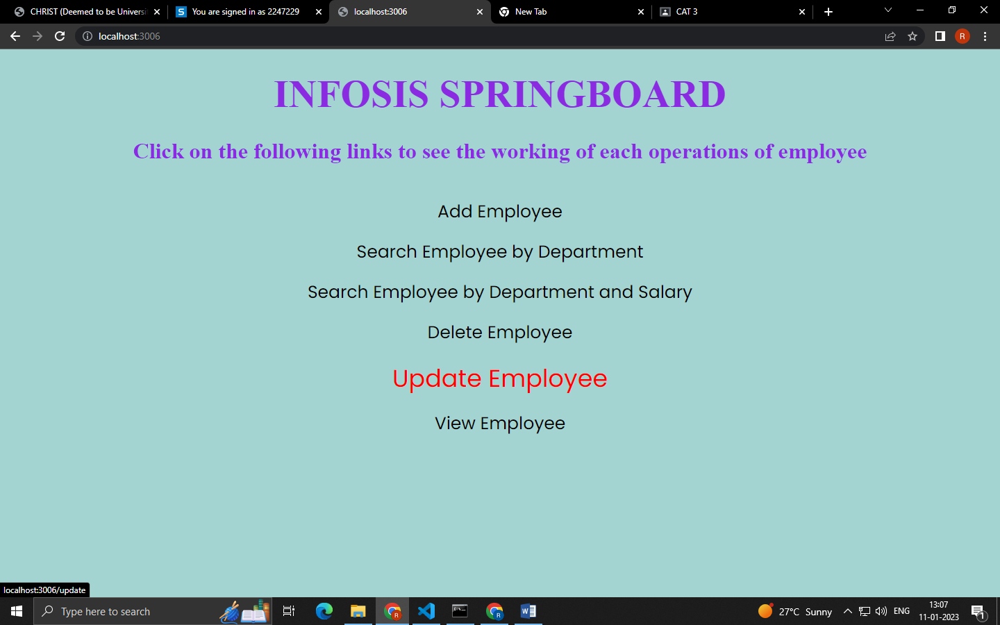 CHRIST (Deemed to be Universi
You are signed in as 2247229
localhost:3006
New Tab
CAT 3
localhost:3006
R
INFOSIS SPRINGBOARD
Click on the following links to see the working of each operations of employee
Add Employee
Search Employee by Department
Search Employee by Department and Salary
Delete Employee
Update Employee
View Employee
localhost:3006/update
Type here to search
27°C Sunny
ENG
13:07
11-01-2023
1